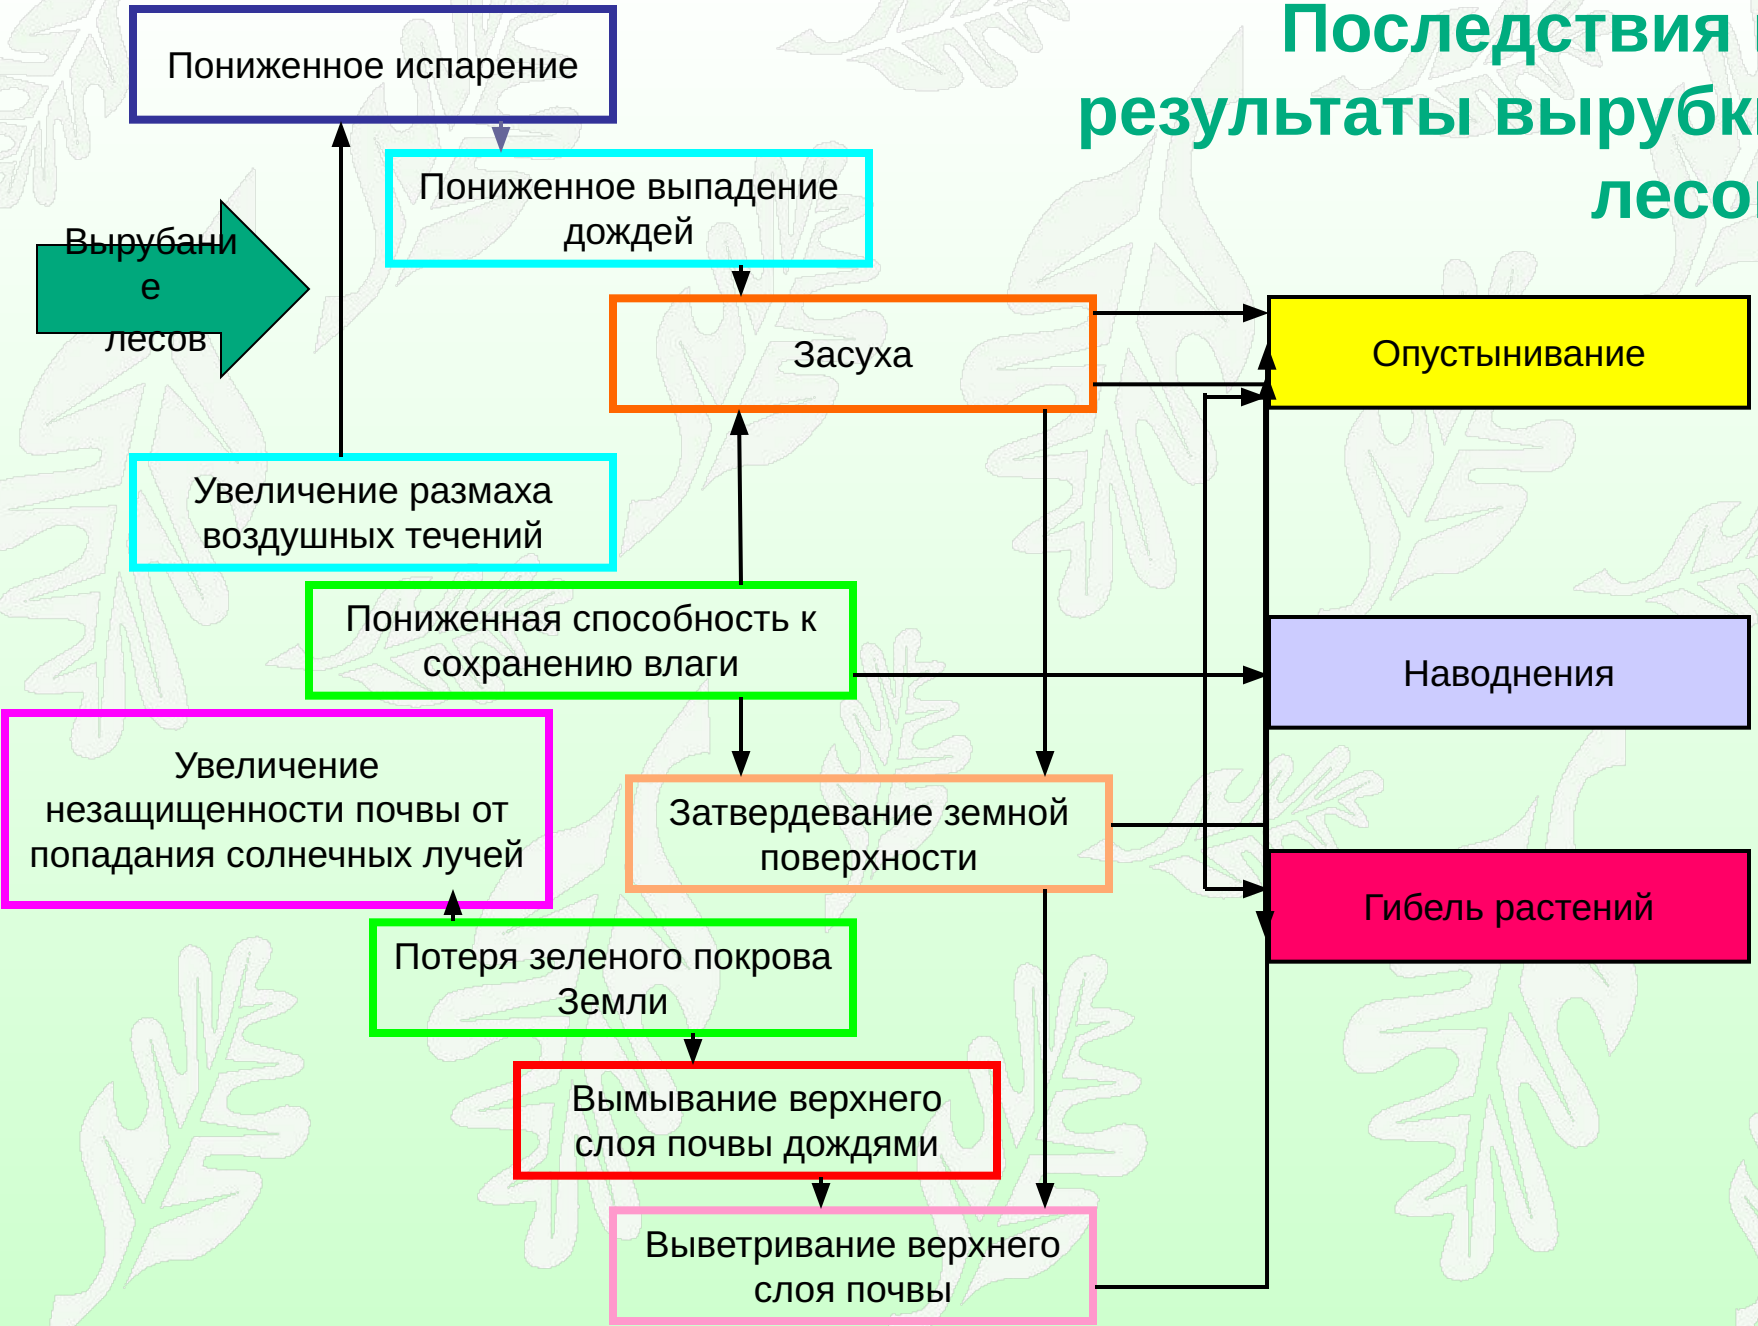 Последствия
результаты вырубк
лесо
Пониженное испарение
Пониженное выпадение
дождей
Вырубани
е
лесов
Засуха
Опустынивание
Увеличение размаха
воздушных течений
Пониженная способность к
сохранению влаги
Наводнения
Увеличение
незащищенности почвы от
попадания солнечных лучей
Затвердевание земной
поверхности
Гибель растений
Потеря зеленого покрова
Земли
Вымывание верхнего
слоя почвы дождями
Выветривание верхнего
слоя почвы